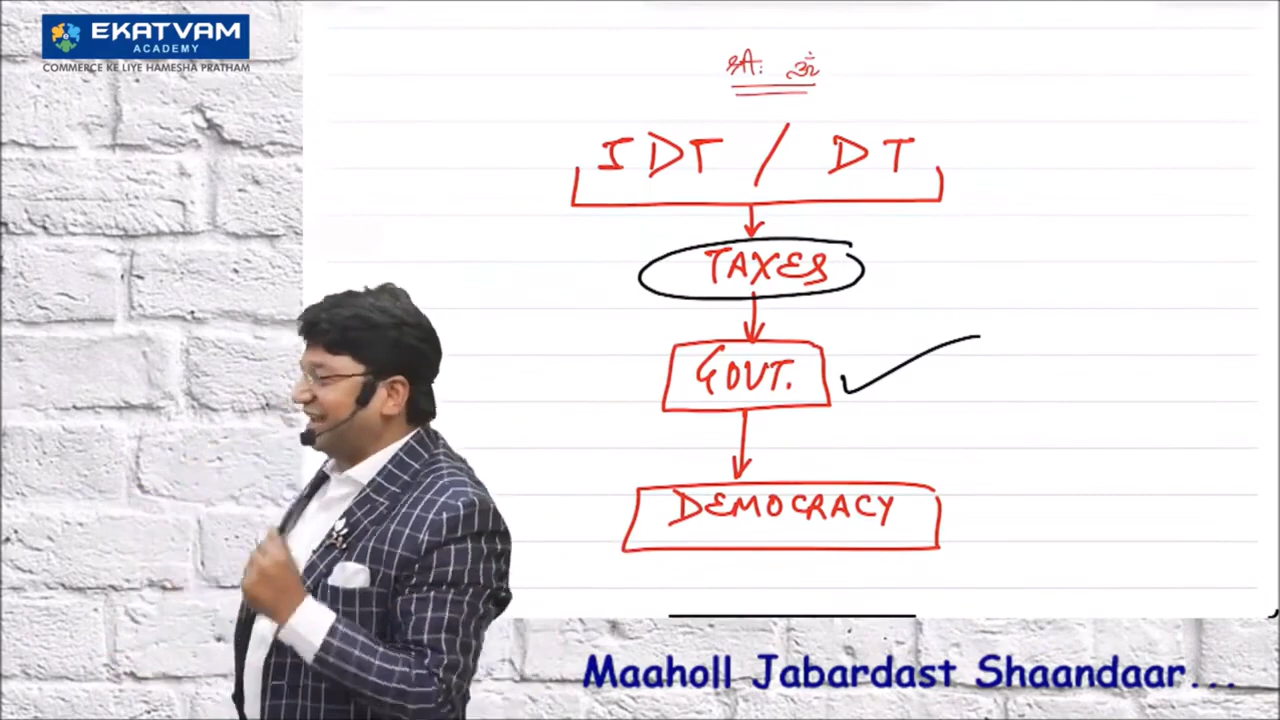 EKATVAM
ACADEMY
COMMERCE KE LIYE HAMESHA PRATHAM
IDT / DT
TAXES
GOVT.
DEMOCRACY
Maaholl Jabardast Shaandaar...